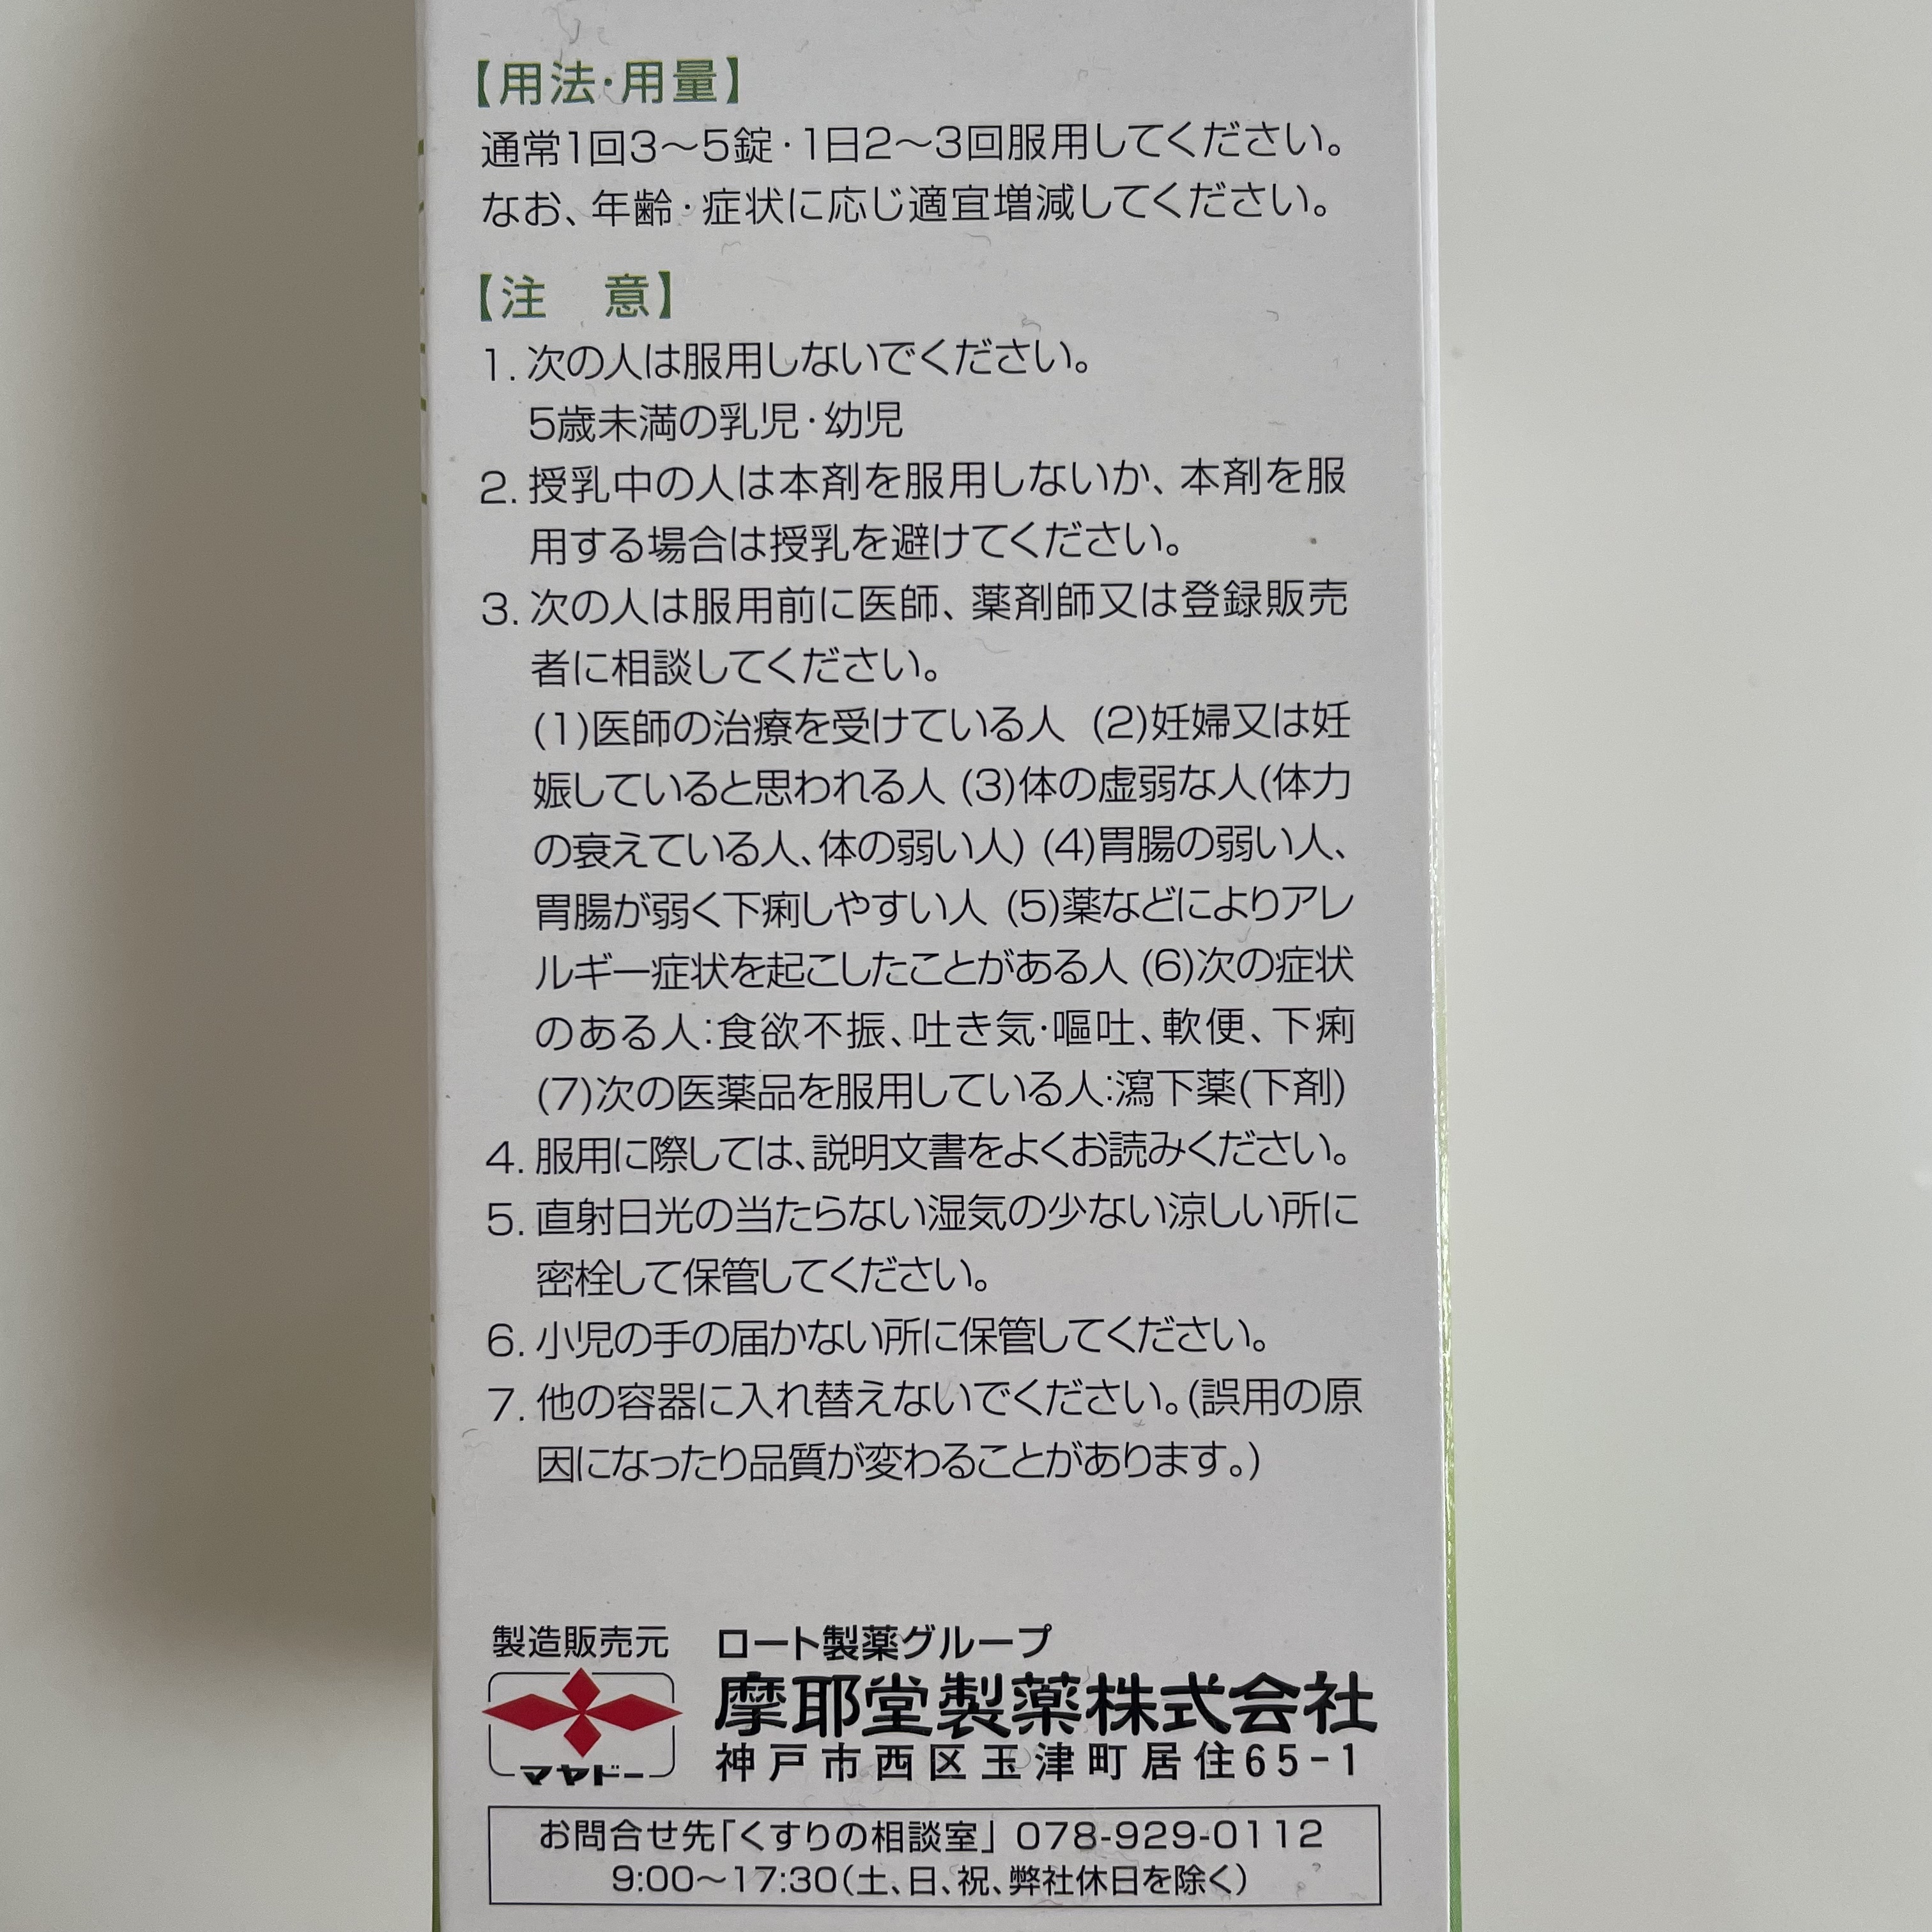 【用法・用量】
通常1回3〜5錠・1日2〜3回服用してください。
なお、年齢・症状に応じ適宜増減してください。
【注　意】
1. 次の人は服用しないでください。
5歳未満の乳児・幼児
2. 授乳中の人は本剤を服用しないか、本剤を服
用する場合は授乳を避けてください。
3. 次の人は服用前に医師、薬剤師又は登録販売
者に相談してください。
(1)医師の治療を受けている人 (2)妊婦又は妊
娠していると思われる人 (3)体の虚弱な人(体力
の衰えている人、体の弱い人) (4)胃腸の弱い人、
胃腸が弱く下痢しやすい人 (5)薬などによりアレ
ルギー症状を起こしたことがある人 (6)次の症状
のある人:食欲不振、吐き気・嘔吐、軟便、下痢
(7)次の医薬品を服用している人:瀉下薬(下剤)
4. 服用に際しては、説明文書をよくお読みください。
5. 直射日光の当たらない湿気の少ない涼しい所に
密栓して保管してください。
6. 小児の手の届かない所に保管してください。
7. 他の容器に入れ替えないでください。(誤用の原
因になったり品質が変わることがあります。)
製造販売元 ロート製薬グループ
摩耶堂製薬株式会社
神戸市西区玉津町居住65-1
マヤドー
お問合せ先「くすりの相談室」 078-929-0112
9:00〜17:30(土、日、祝、弊社休日を除く)